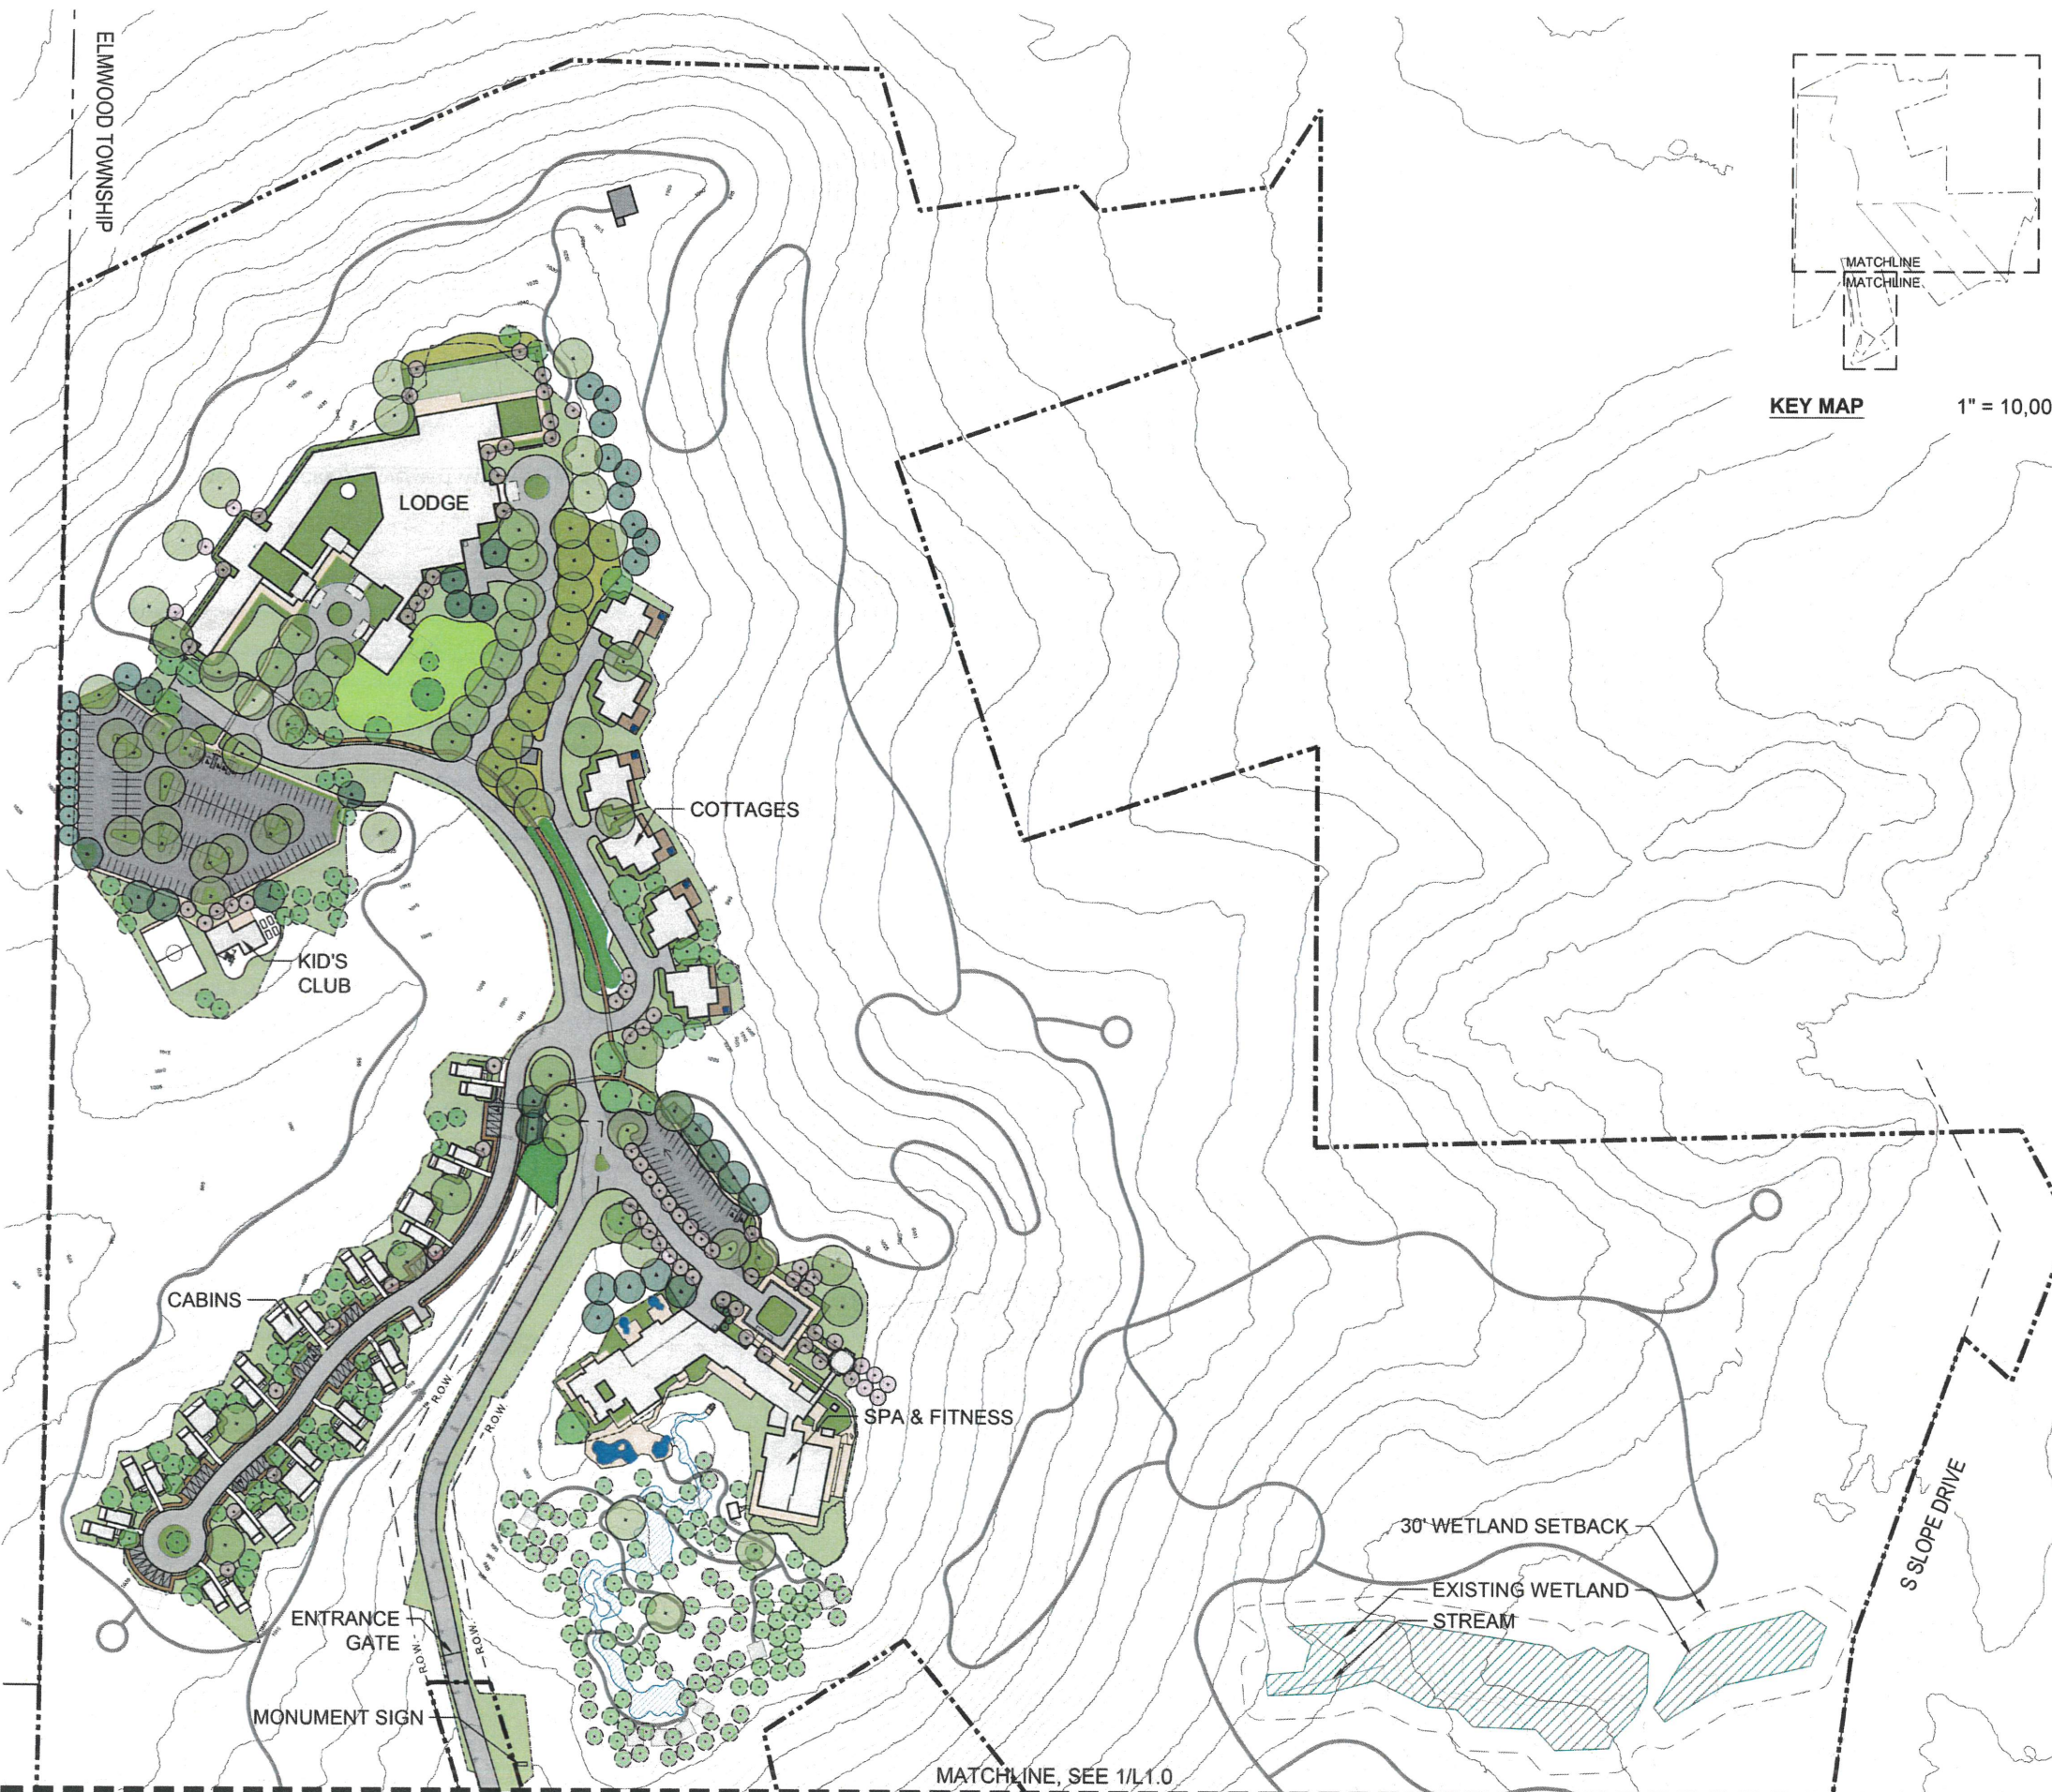 ELMWOOD TOWNSHIP
MATCHLINE
MATCHLINE
KEY MAP
1" = 10,00
LODGE
COTTAGES
KID'S
CLUB
CABINS
R.O.W.
R.O.W.
SPA & FITNESS
30' WETLAND SETBACK
S SLOPE DRIVE
EXISTING WETLAND
STREAM
ENTRANCE
GATE
R.O.W.
R.O.W.
MONUMENT SIGN
MATCHLINE, SEE 1/L1.0